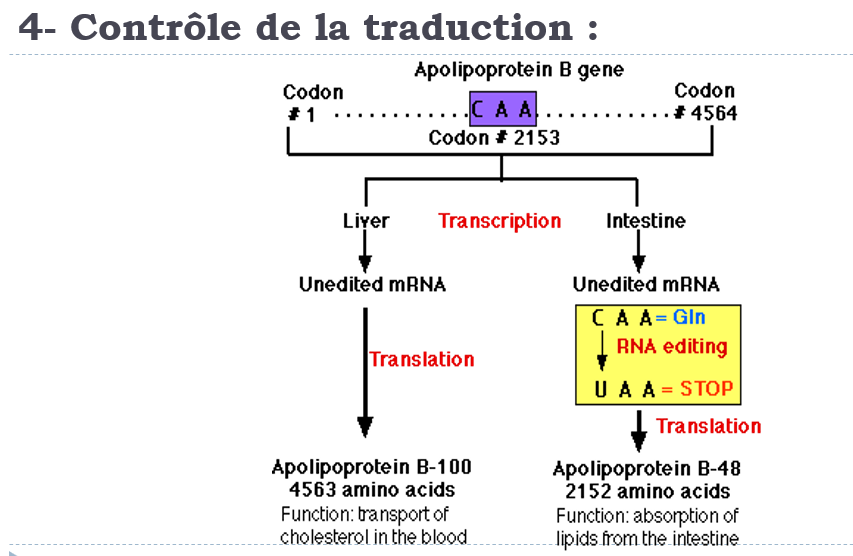 4- Contrôle de la traduction :
Apolipoprotein B gene
Codon
# 1
C A A
Codon
# 4564
Codon # 2153
Liver
Transcription
Intestine
Unedited mRNA
Unedited mRNA
C A A = Gln
RNA editing
U A A = STOP
Translation
Translation
Apolipoprotein B-100
4563 amino acids
Function: transport of
cholesterol in the blood
Apolipoprotein B-48
2152 amino acids
Function: absorption of
lipids from the intestine